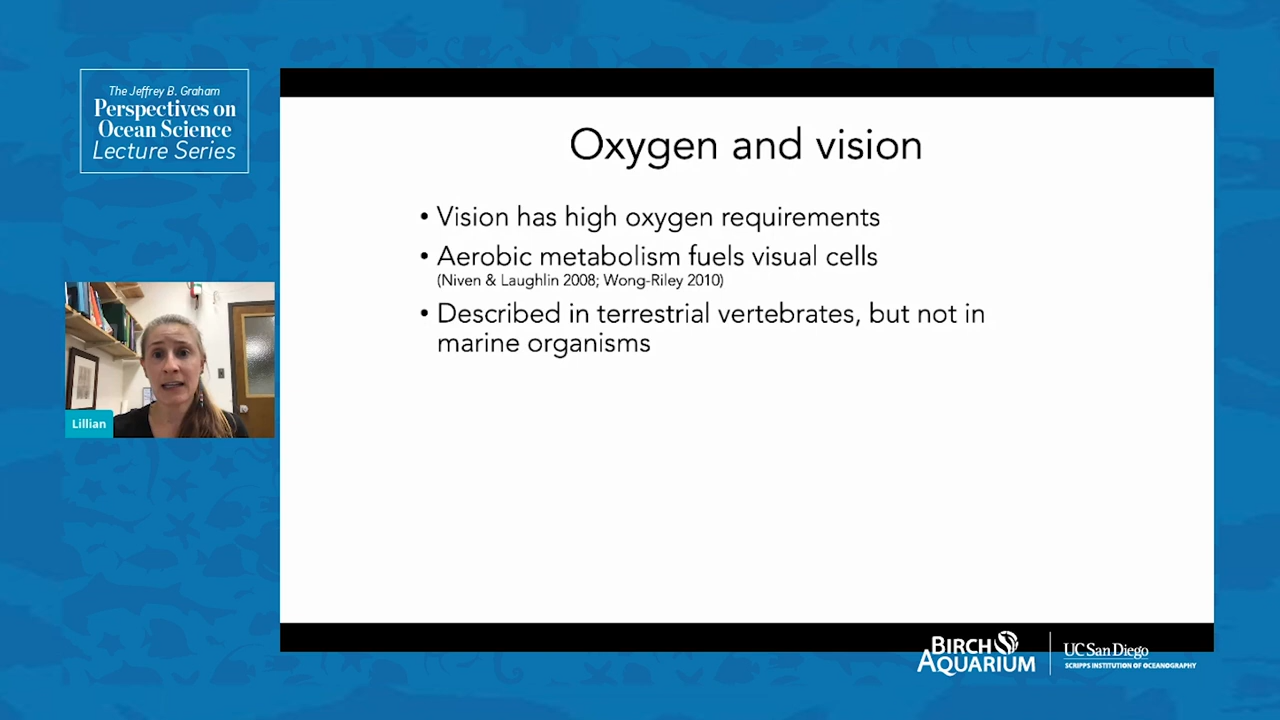 The Jeffrey B. Graham
Perspectives on
Ocean Science
Lecture Series
Oxygen and vision
• Vision has high oxygen requirements
• Aerobic metabolism fuels visual cells
(Niven & Laughlin 2008; Wong-Riley 2010)
• Described in terrestrial vertebrates, but not in
marine organisms
Lillian
BIRCH
AQUARIUM
UC San Diego
SCRIPPS INSTITUTION OF OCEANOGRAPHY